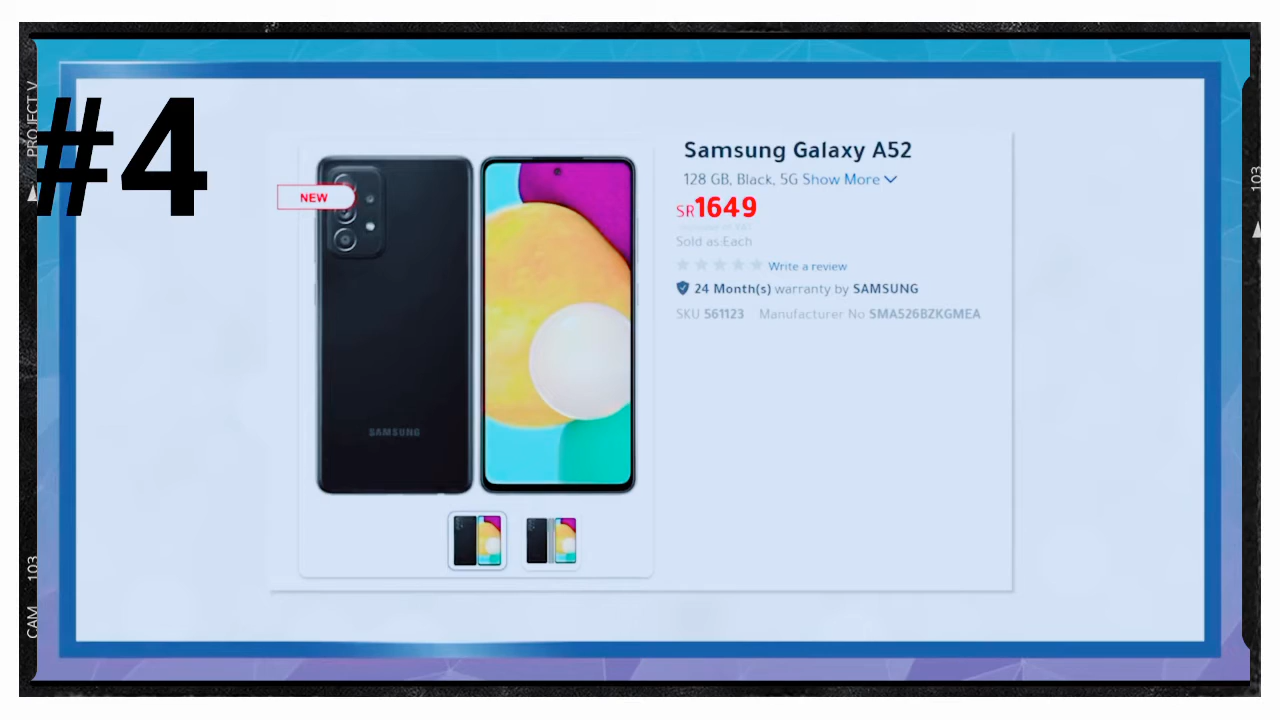 PROJECT V
#4
103
Samsung Galaxy A52
128 GB, Black, 5G Show More
NEW
SR1649
Sold as:Each
Write a review
24 Month(s) warranty by SAMSUNG
SKU 561123 Manufacturer No SMA526BZKGMEA
SAMSUNG
103
CAM